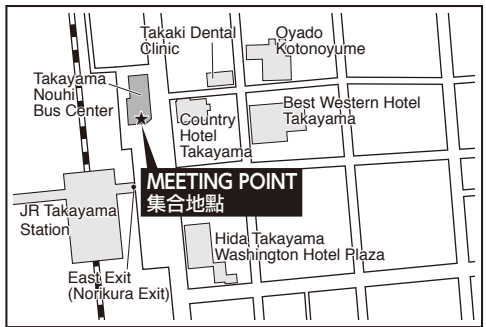 Takaki Dental
Clinic
Oyado
Kotonoyume
Takayama
Nouhi
Bus Center
Country
Hotel
Takayama
Best Western Hotel
Takayama
MEETING POINT
集合地點
JR Takayama
Station
Hida Takayama
Washington Hotel Plaza
East Exit
(Norikura Exit)